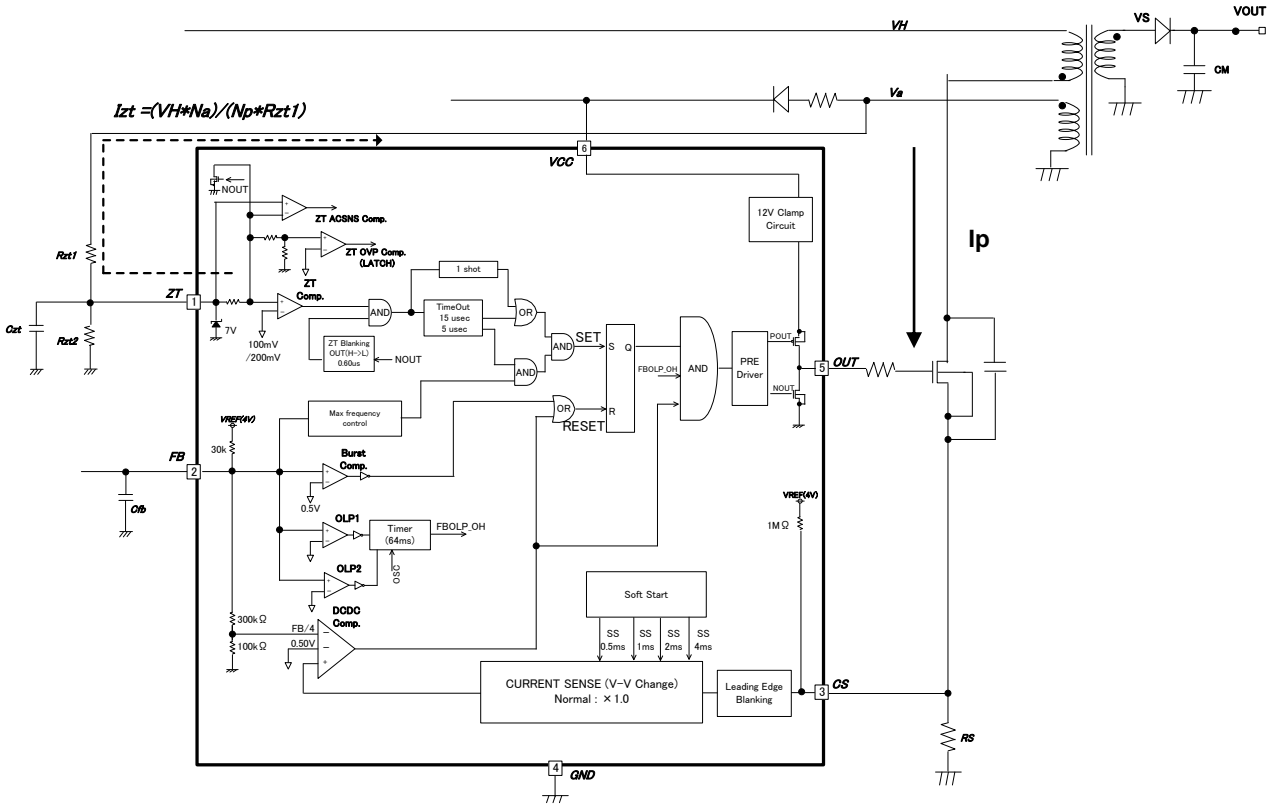 VH
VS
VOUT
CM
Va
Izt =(VH*Na)/(Np*Rzt1)
6
VCC
NOUT
ZT ACSNS Comp.
ZT OVP Comp.
(LATCH)
12V Clamp
Circuit
Ip
Rzt1
ZT
Comp.
1 shot
ZT
1
7V
100mV
/200mV
AND
TimeOut
15 usec
5 usec
OR
Czt
Rzt2
ZT Blanking
OUT(H->L)
0.60us
NOUT
AND
SET
S
Q
AND
FBOLP_OH
AND
PRE
Driver
POUT
NOUT
5
OUT
Max frequency
control
OR
R
RESET
VREF(4V)
30k
FB
2
Cfb
Burst
Comp.
0.5V
OLP1
Timer
(64ms)
FBOLP_OH
OSC
OLP2
VREF(4V)
1MΩ
300kΩ
100kΩ
DCDC
Comp.
FB/4
0.50V
Soft Start
SS SS SS SS
0.5ms 1ms 2ms 4ms
CURRENT SENSE (V-V Change)
Normal : ×1.0
Leading Edge
Blanking
3
CS
RS
4
GND
+
-
+
-
+
-
+
-
+
-
+
-
+
-
−
−
+